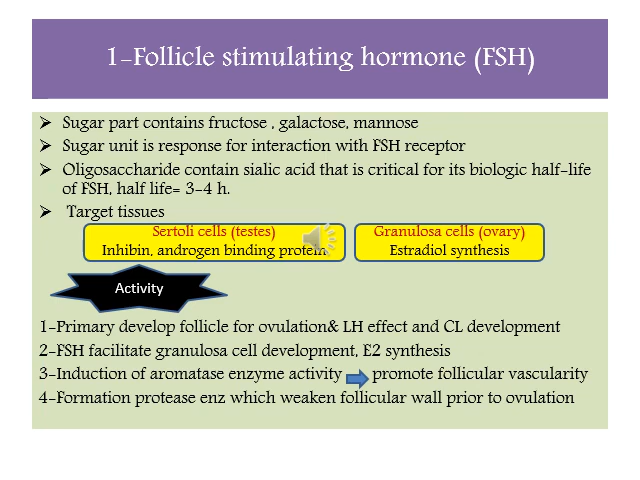 1-Follicle stimulating hormone (FSH)
Sugar part contains fructose , galactose, mannose
Sugar unit is response for interaction with FSH receptor
Oligosaccharide contain sialic acid that is critical for its biologic half-life
of FSH, half life= 3-4 h.
Target tissues
Sertoli cells (testes)
Inhibin, androgen binding protein
Granulosa cells (ovary)
Estradiol synthesis
Activity
1-Primary develop follicle for ovulation& LH effect and CL development
2-FSH facilitate granulosa cell development, E2 synthesis
3-Induction of aromatase enzyme activity promote follicular vascularity
4-Formation protease enz which weaken follicular wall prior to ovulation